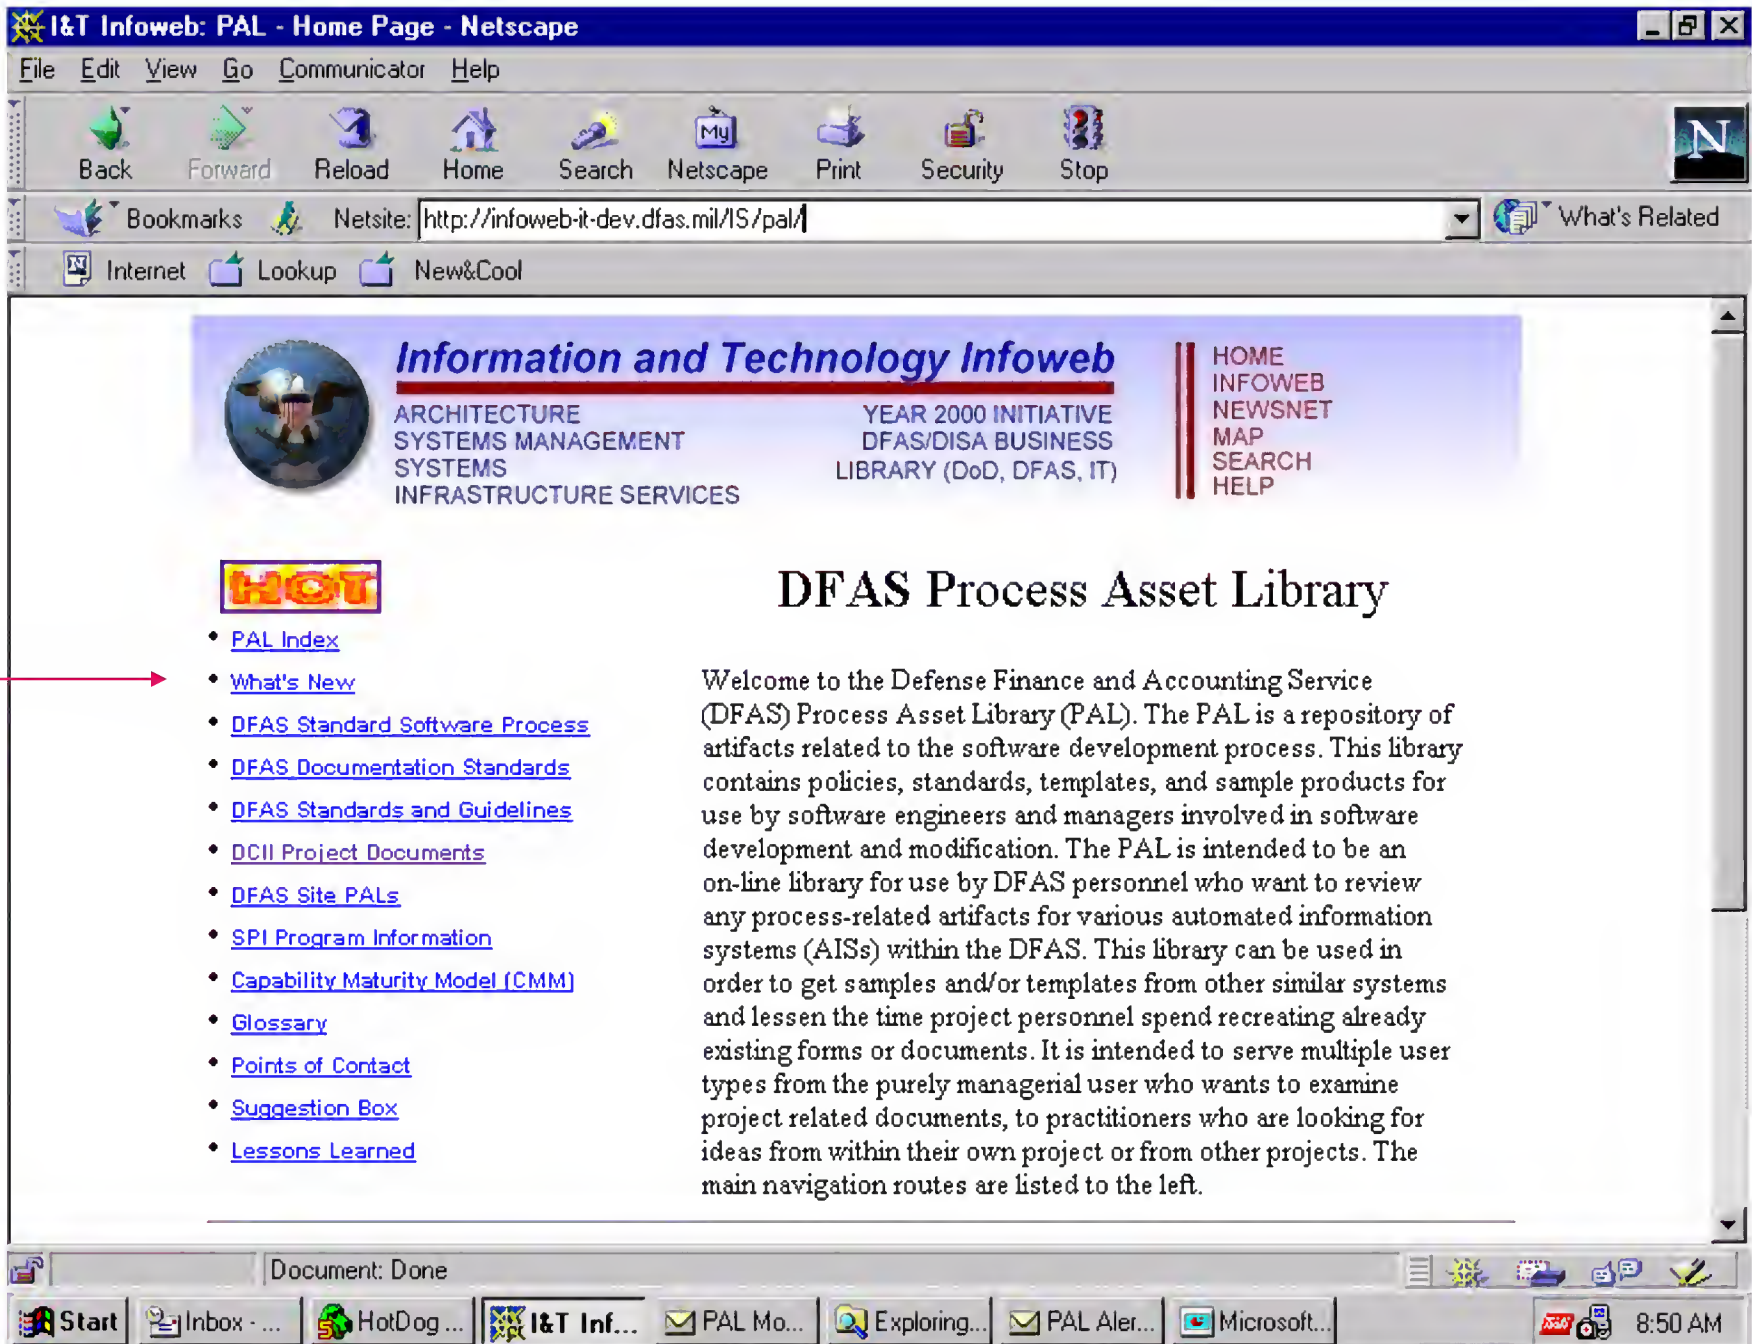 I&T Infoweb: PAL - Home Page - Netscape
File Edit View Go Communicator Help
Back Forward Reload Home Search Netscape Print Security Stop
My
N
Bookmarks Netsite: http://infoweb-it-dev.dfas.mil/IS/pal/ What's Related
Internet Lookup New&Cool
Information and Technology Infoweb
ARCHITECTURE
SYSTEMS MANAGEMENT
SYSTEMS
INFRASTRUCTURE SERVICES
YEAR 2000 INITIATIVE
DFAS/DISA BUSINESS
LIBRARY (DoD, DFAS, IT)
HOME
INFOWEB
NEWSNET
MAP
SEARCH
HELP
HOT
PAL Index
What's New
DFAS Standard Software Process
DFAS Documentation Standards
DFAS Standards and Guidelines
DCII Project Documents
DFAS Site PALs
SPI Program Information
Capability Maturity Model (CMM)
Glossary
Points of Contact
Suggestion Box
Lessons Learned
DFAS Process Asset Library
Welcome to the Defense Finance and Accounting Service
(DFAS) Process Asset Library (PAL). The PAL is a repository of
artifacts related to the software development process. This library
contains policies, standards, templates, and sample products for
use by software engineers and managers involved in software
development and modification. The PAL is intended to be an
on-line library for use by DFAS personnel who want to review
any process-related artifacts for various automated information
systems (AISs) within the DFAS. This library can be used in
order to get samples and/or templates from other similar systems
and lessen the time project personnel spend recreating already
existing forms or documents. It is intended to serve multiple user
types from the purely managerial user who wants to examine
project related documents, to practitioners who are looking for
ideas from within their own project or from other projects. The
main navigation routes are listed to the left.
Document: Done
Start Inbox - ... HotDog ... I&T Inf... PAL Mo... Exploring... PAL Aler... Microsoft... 8:50 AM